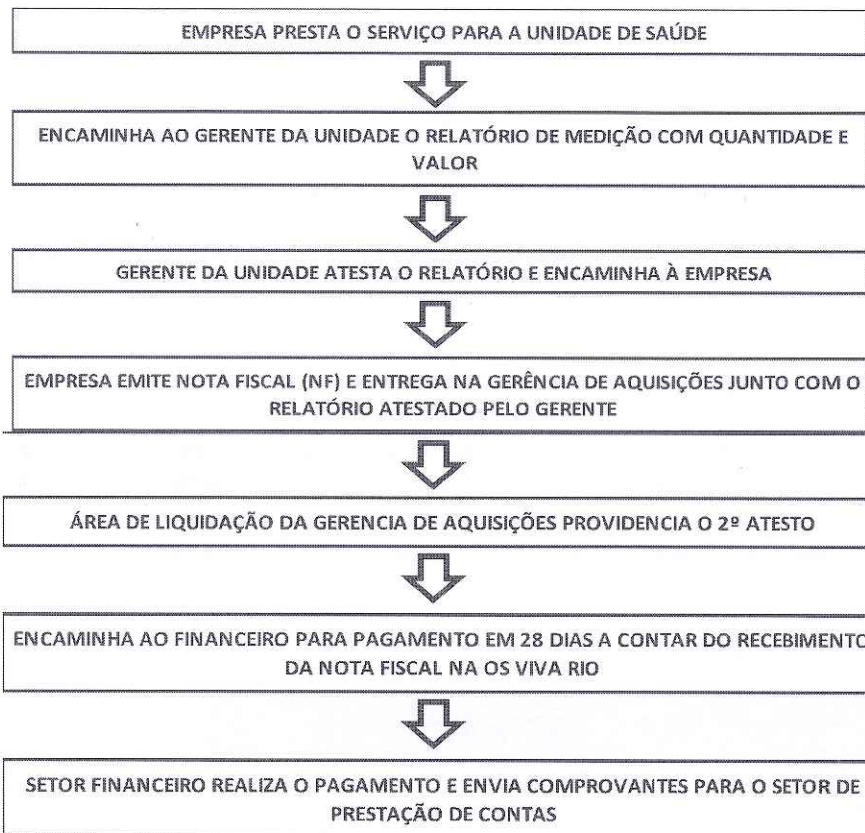 EMPRESA PRESTA O SERVIÇO PARA A UNIDADE DE SAÚDE
ENCAMINHA AO GERENTE DA UNIDADE O RELATÓRIO DE MEDIÇÃO COM QUANTIDADE E
VALOR
GERENTE DA UNIDADE ATESTA O RELATÓRIO E ENCAMINHA À EMPRESA
EMPRESA EMITE NOTA FISCAL (NF) E ENTREGA NA GERÊNCIA DE AQUISIÇÕES JUNTO COM O
RELATÓRIO ATESTADO PELO GERENTE
ÁREA DE LIQUIDAÇÃO DA GERENCIA DE AQUISIÇÕES PROVIDENCIA O 2º ATESTO
ENCAMINHA AO FINANCEIRO PARA PAGAMENTO EM 28 DIAS A CONTAR DO RECEBIMENTO
DA NOTA FISCAL NA OS VIVA RIO
SETOR FINANCEIRO REALIZA O PAGAMENTO E ENVIA COMPROVANTES PARA O SETOR DE
PRESTAÇÃO DE CONTAS